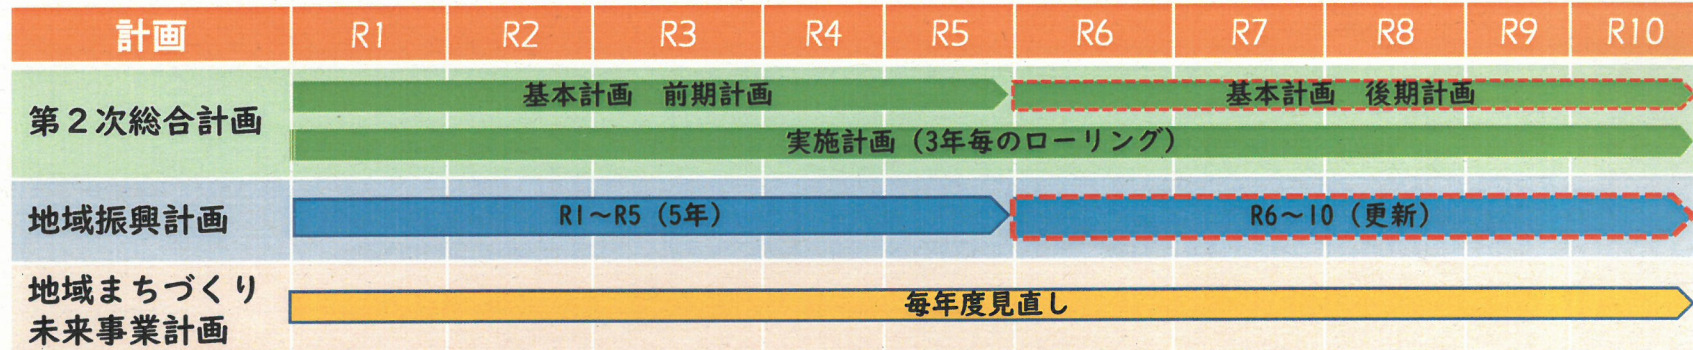 計画 R1 R2 R3 R4 R5 R6 R7 R8 R9 R10
第2次総合計画
基本計画 前期計画
基本計画 後期計画
実施計画(3年毎のローリング)
地域振興計画
R1～R5(5年)
R6～10(更新)
地域まちづくり
未来事業計画
毎年度見直し